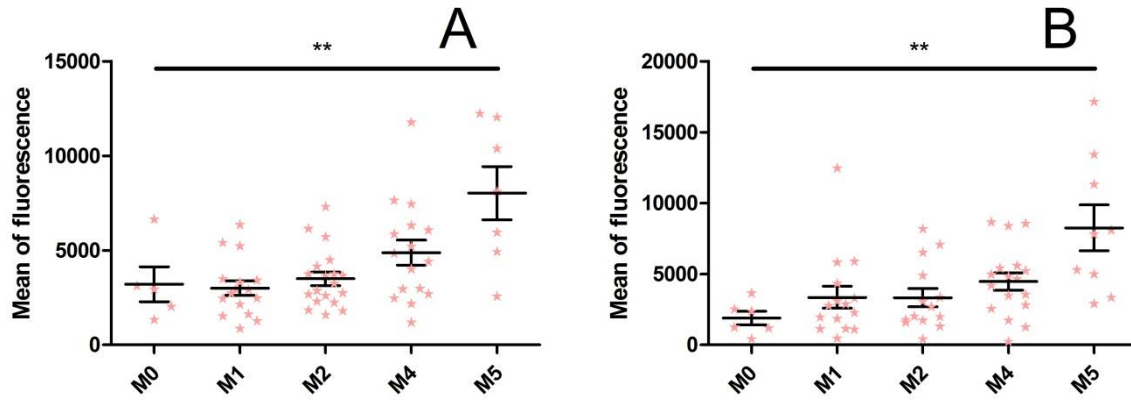 A
**
15000
10000
5000
0
Mean of fluorescence
M0
M1
M2
M4
M5
B
**
20000
15000
10000
5000
0
Mean of fluorescence
M0
M1
M2
M4
M5